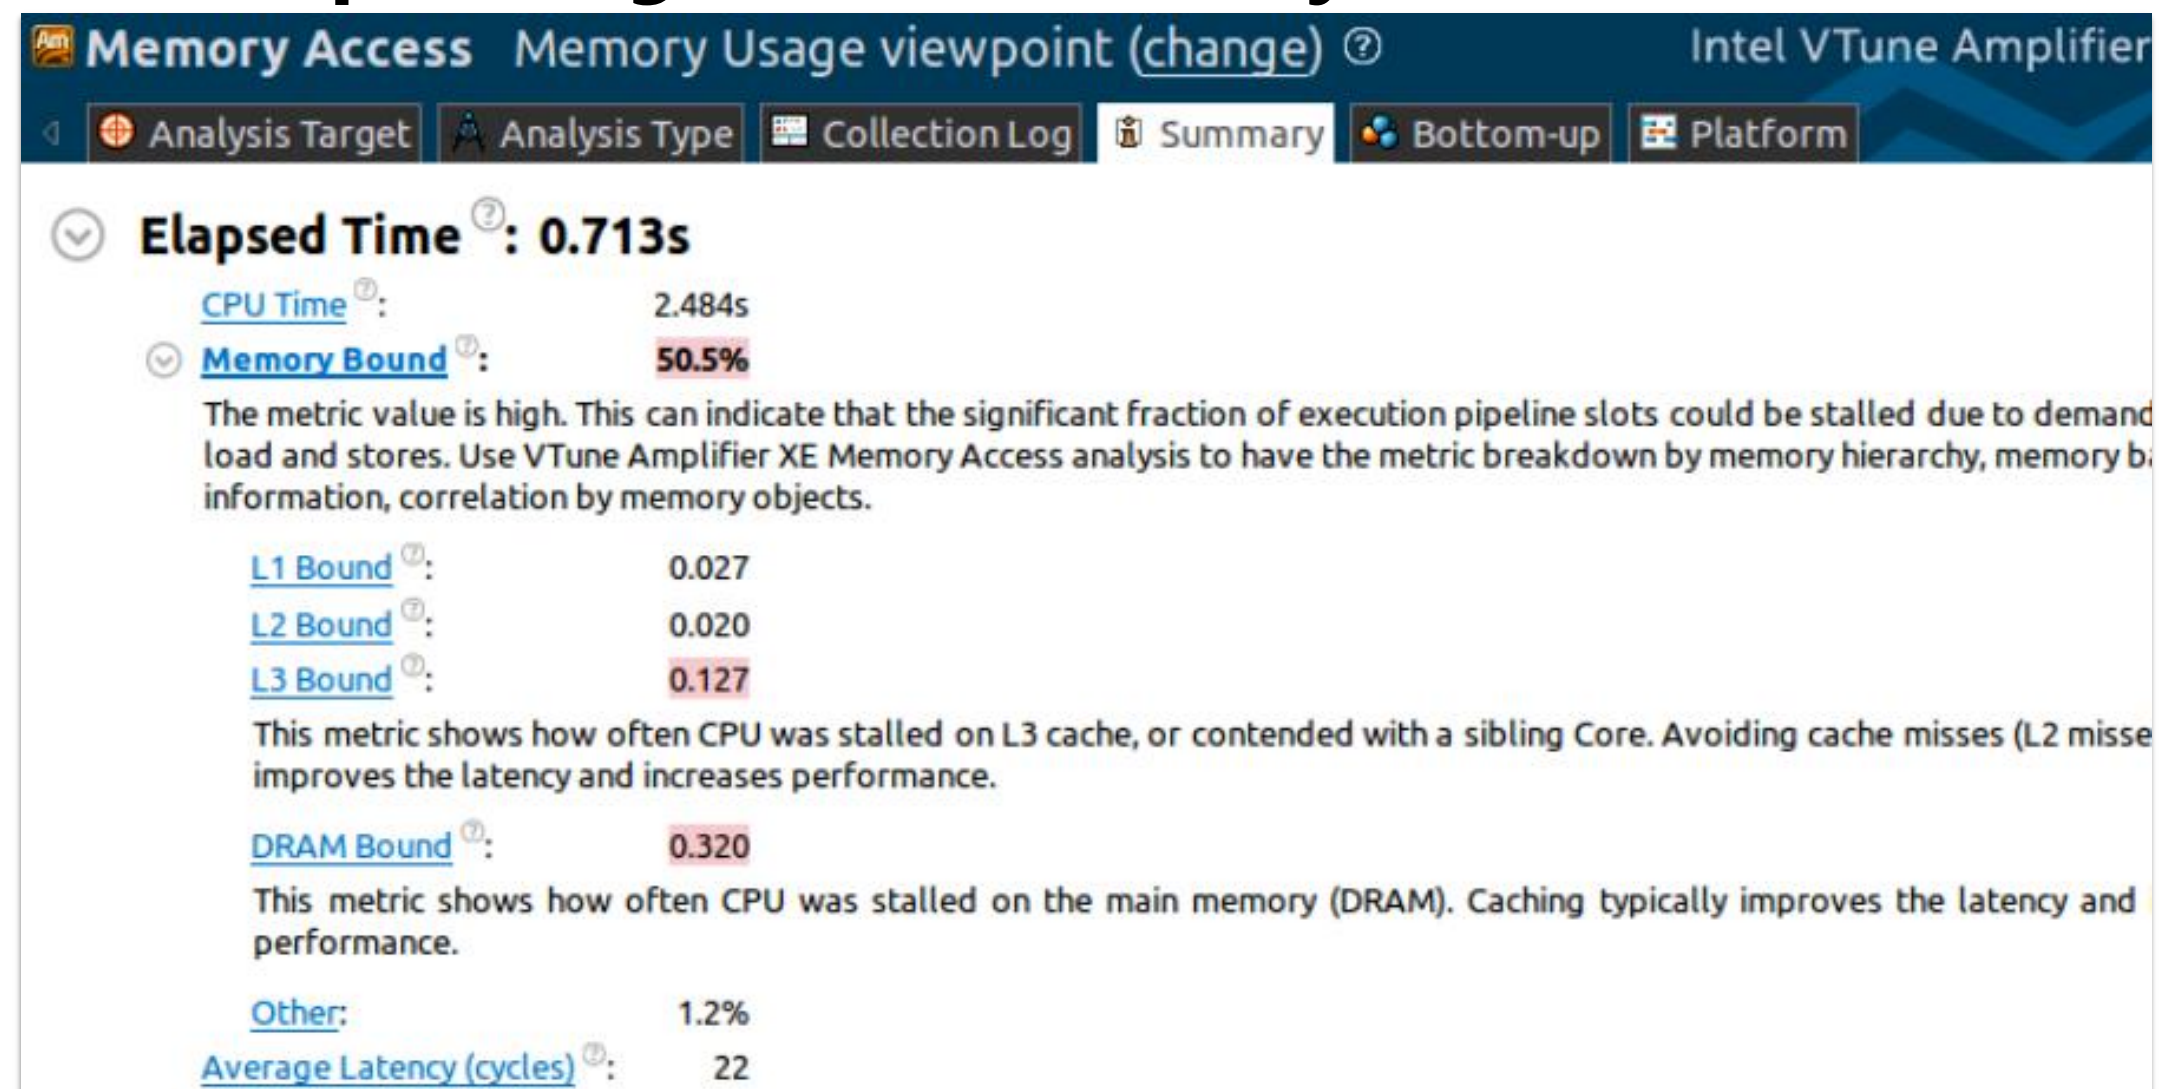 Memory Access Memory Usage viewpoint (change) ? Intel VTune Amplifier
Analysis Target Analysis Type Collection Log Summary Bottom-up Platform
Elapsed Time ?: 0.713s
CPU Time ?: 2.484s
Memory Bound ?: 50.5%
The metric value is high. This can indicate that the significant fraction of execution pipeline slots could be stalled due to demand
load and stores. Use VTune Amplifier XE Memory Access analysis to have the metric breakdown by memory hierarchy, memory
information, correlation by memory objects.
L1 Bound ?: 0.027
L2 Bound ?: 0.020
L3 Bound ?: 0.127
This metric shows how often CPU was stalled on L3 cache, or contended with a sibling Core. Avoiding cache misses (L2 misse
improves the latency and increases performance.
DRAM Bound ?: 0.320
This metric shows how often CPU was stalled on the main memory (DRAM). Caching typically improves the latency and
performance.
Other: 1.2%
Average Latency (cycles) ?: 22